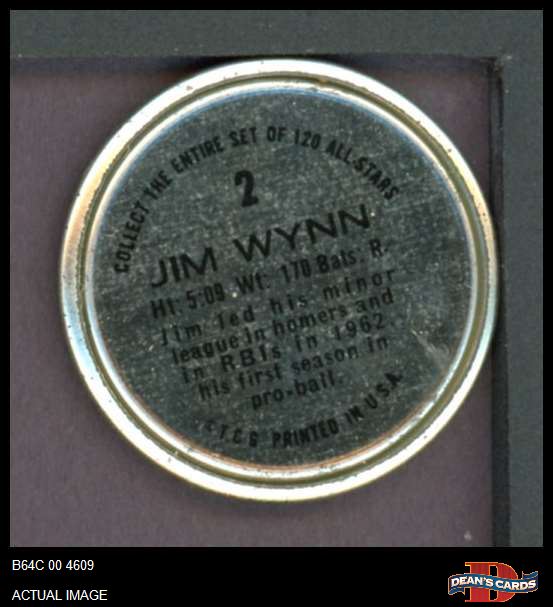 COLLECT THE ENTIRE SET OF 120 ALL-STARS
2
JIM WYNN
Ht: 5:09 Wt: 170 Bats: R.
Jim led his minor
league in homers and
in RBIs in 1962
his first season in
pro-ball.
T.C.G PRINTED IN U.S.A.
B64C 00 4609
ACTUAL IMAGE
D
DEAN'S CARDS